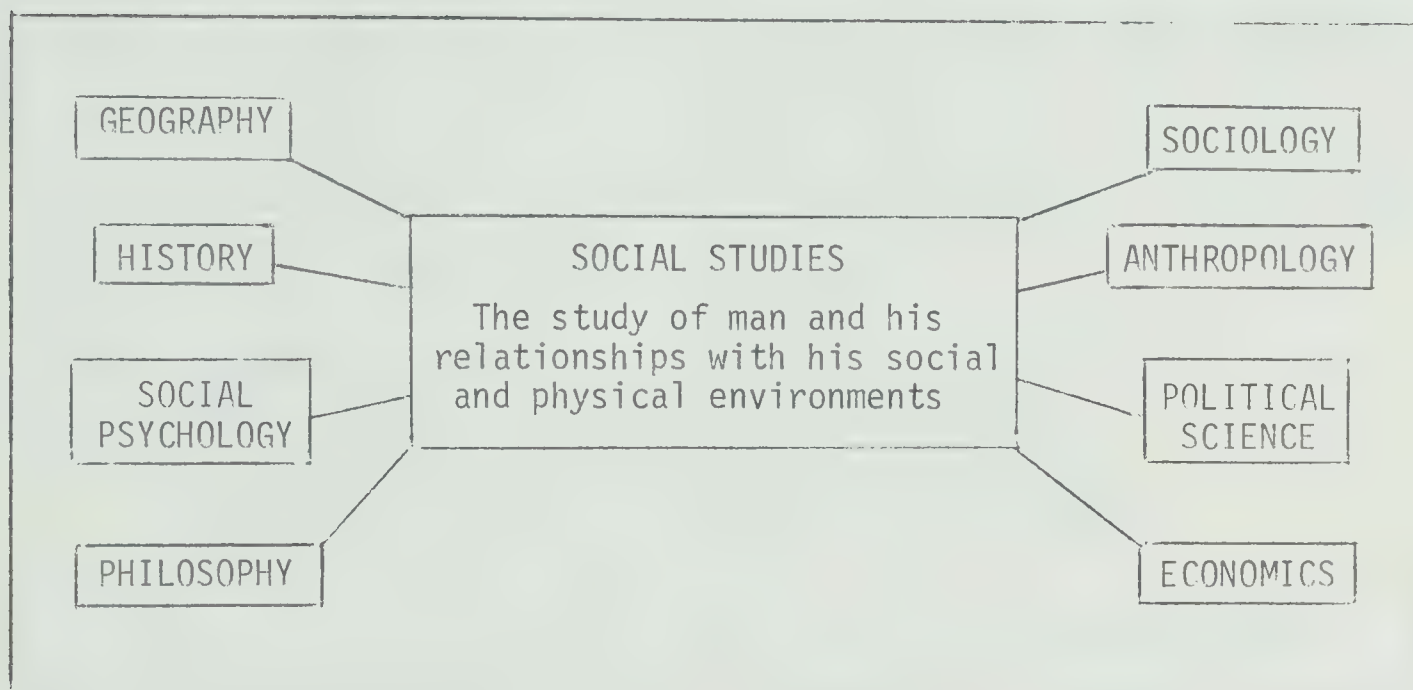 GEOGRAPHY
HISTORY
SOCIAL
PSYCHOLOGY
PHILOSOPHY
SOCIAL STUDIES
The study of man and his
relationships with his social
and physical environments
SOCIOLOGY
ANTHROPOLOGY
POLITICAL
SCIENCE
ECONOMICS